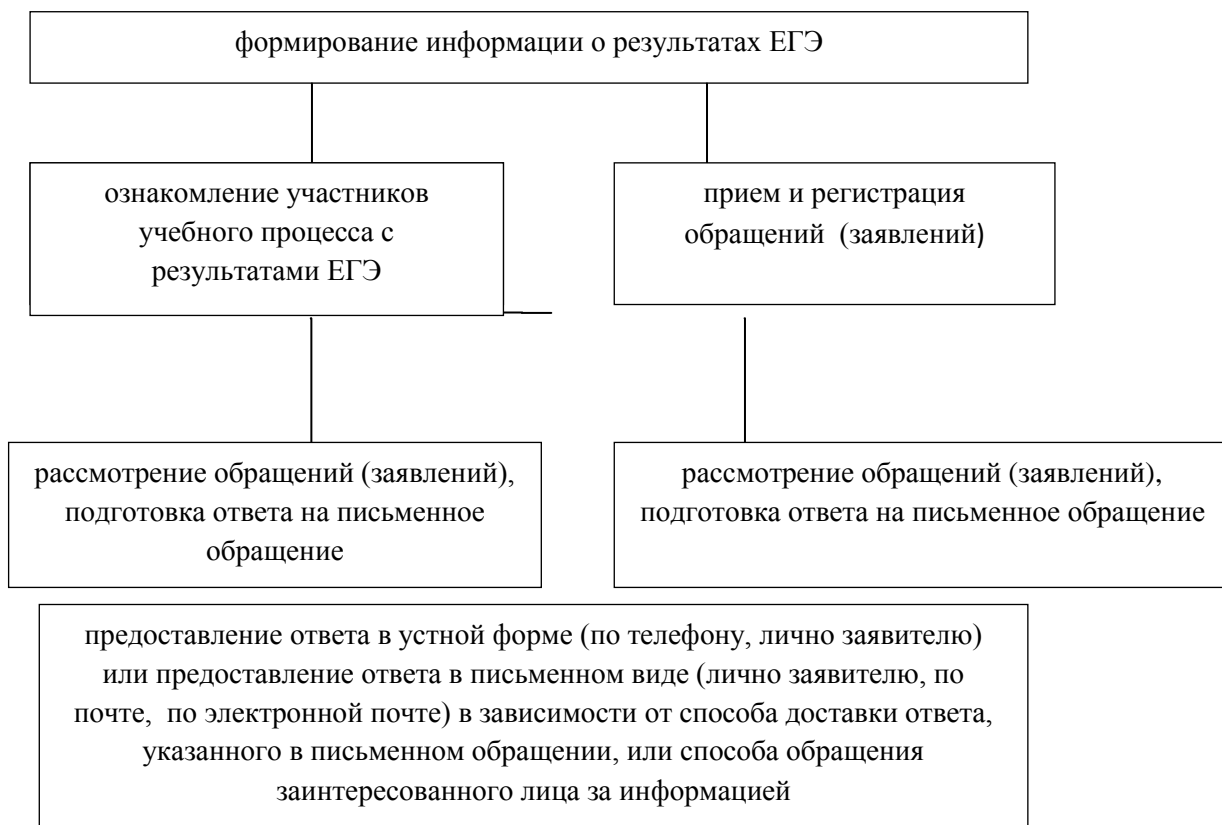 формирование информации о результатах ЕГЭ
ознакомление участников
учебного процесса с
результатами ЕГЭ
прием и регистрация
обращений (заявлений)
рассмотрение обращений (заявлений),
подготовка ответа на письменное
обращение
рассмотрение обращений (заявлений),
подготовка ответа на письменное обращение
предоставление ответа в устной форме (по телефону, лично заявителю)
или предоставление ответа в письменном виде (лично заявителю, по
почте, по электронной почте) в зависимости от способа доставки ответа,
указанного в письменном обращении, или способа обращения
заинтересованного лица за информацией